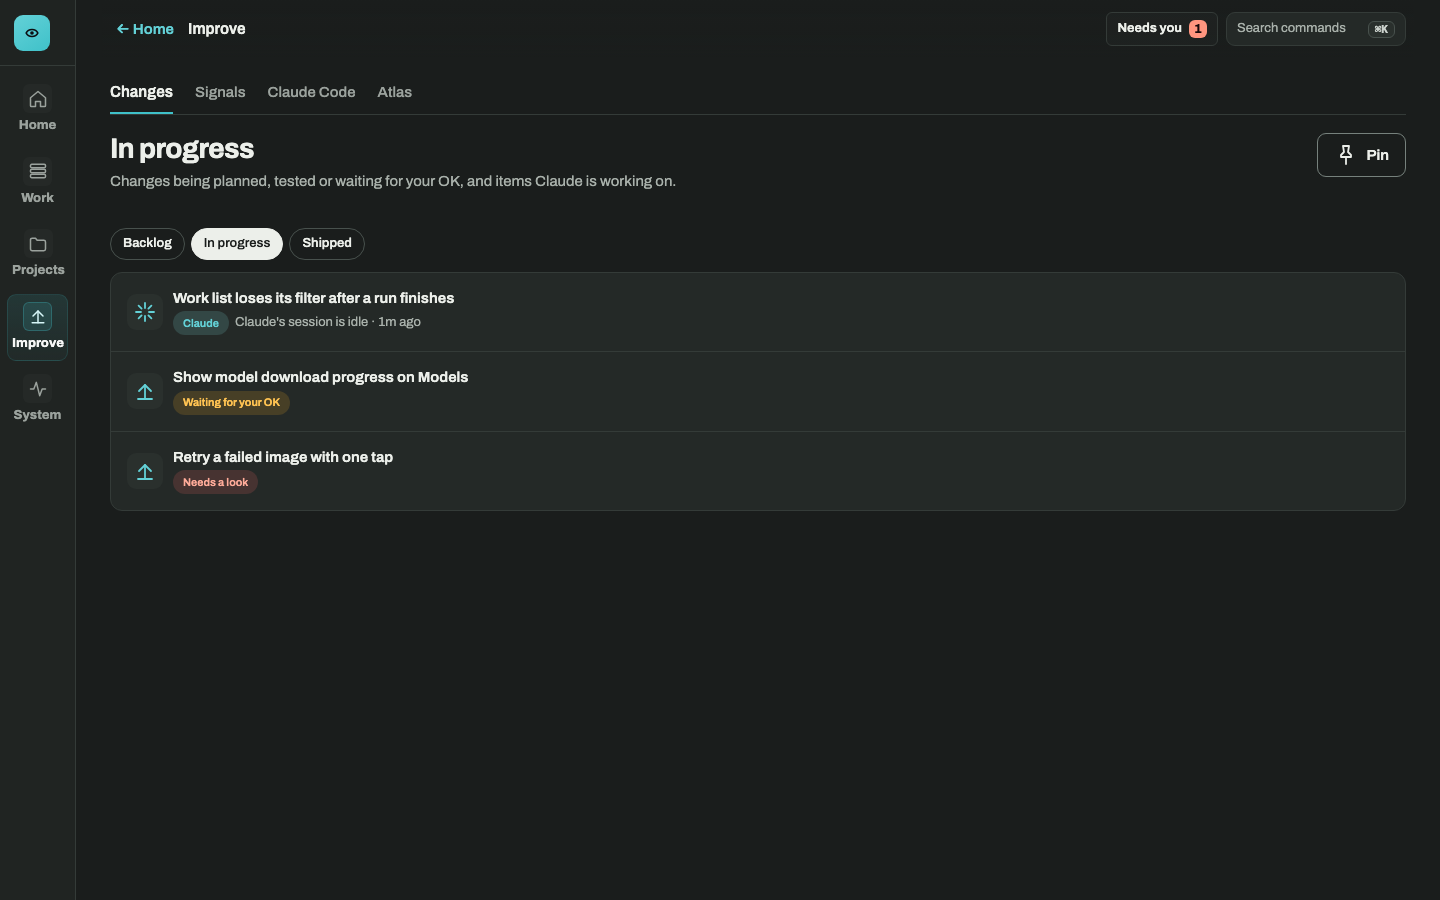 ← Home Improve
Needs you 1
Search commands ⌘K
Home
Work
Projects
Improve
System
Changes Signals Claude Code Atlas
In progress
Changes being planned, tested or waiting for your OK, and items Claude is working on.
Pin
Backlog In progress Shipped
Work list loses its filter after a run finishes
Claude Claude's session is idle · 1m ago
Show model download progress on Models
Waiting for your OK
Retry a failed image with one tap
Needs a look